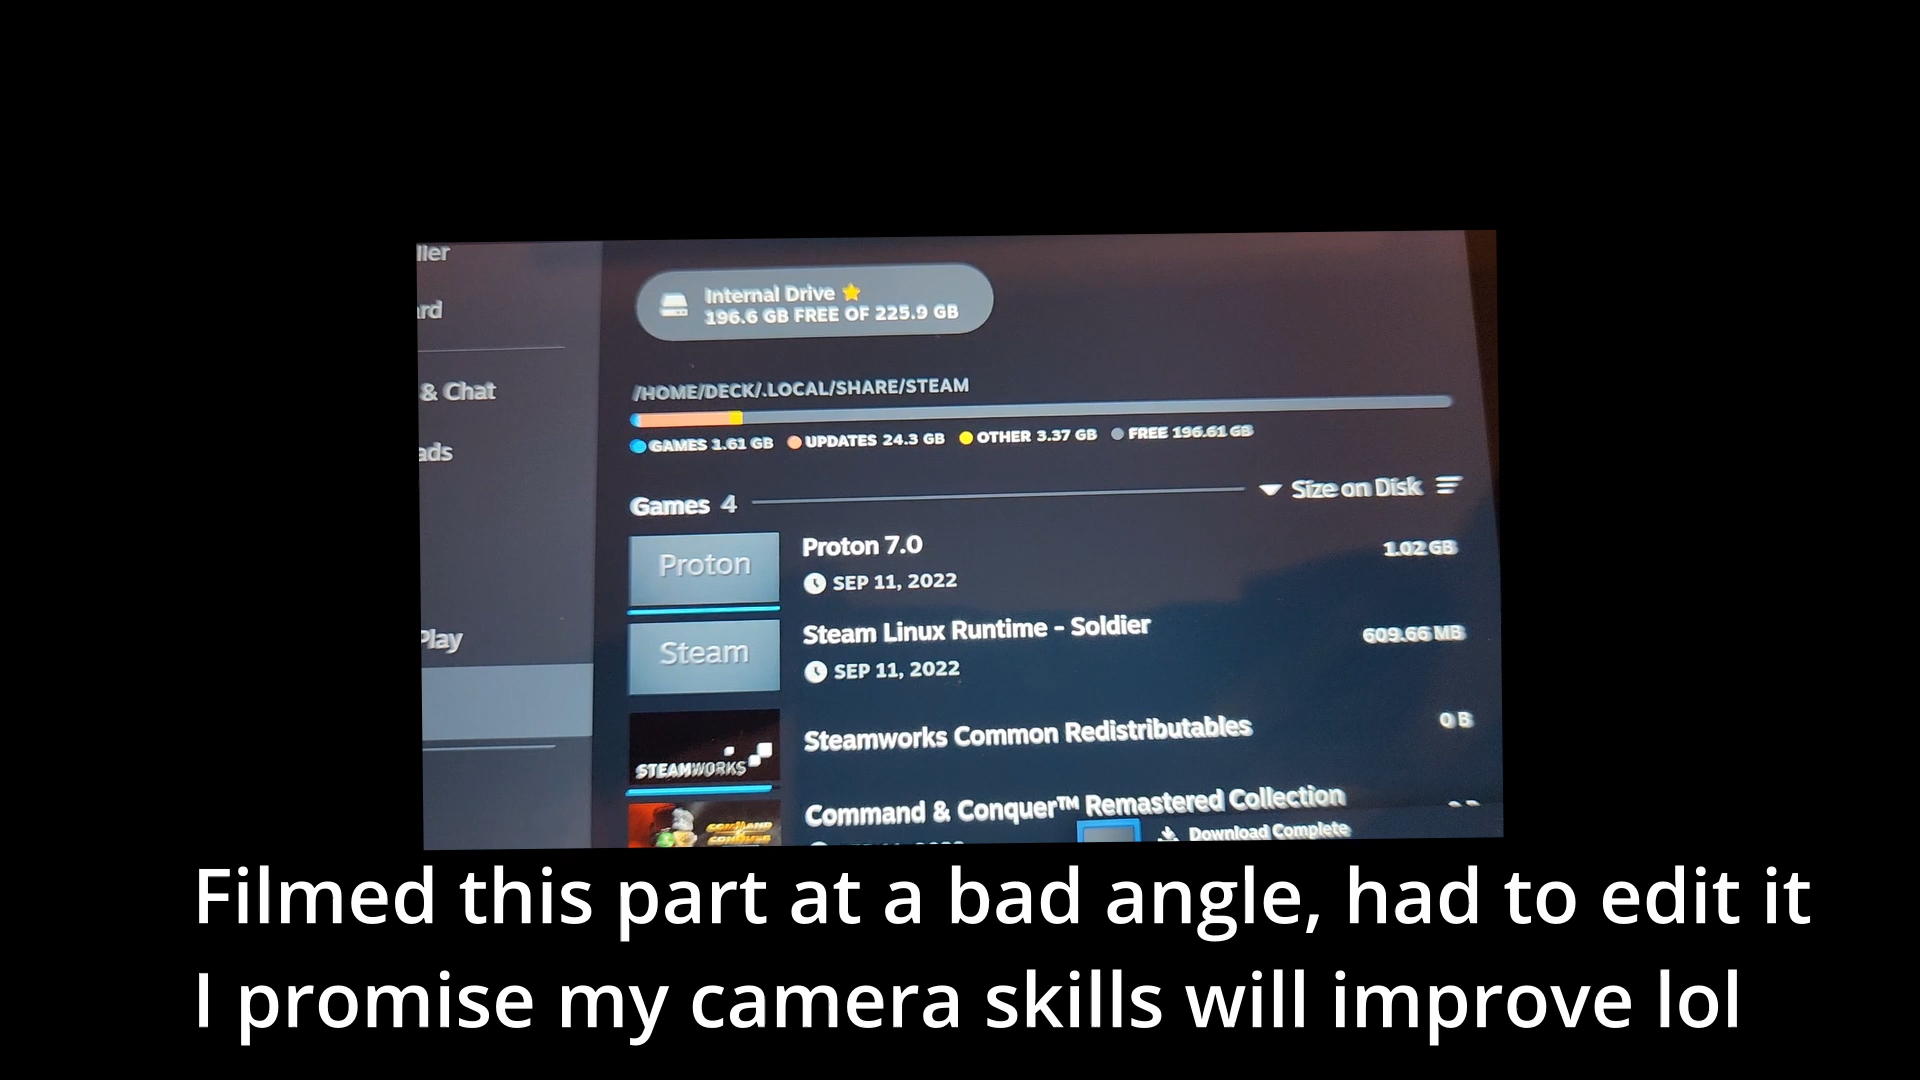 ller
rd
& Chat
ads
Play
Internal Drive
196.6 GB FREE OF 225.9 GB
/HOME/DECK/.LOCAL/SHARE/STEAM
GAMES 1.61 GB UPDATES 24.3 GB OTHER 3.37 GB FREE 196.61 GB
Games 4
Size on Disk
Proton
Proton 7.0
1.02 GB
SEP 11, 2022
Steam
Steam Linux Runtime - Soldier
609.66 MB
SEP 11, 2022
STEAMWORKS
Steamworks Common Redistributables
0 B
COMMAND
CONQUER
Command & Conquer™ Remastered Collection
Download Complete
Filmed this part at a bad angle, had to edit it
I promise my camera skills will improve lol